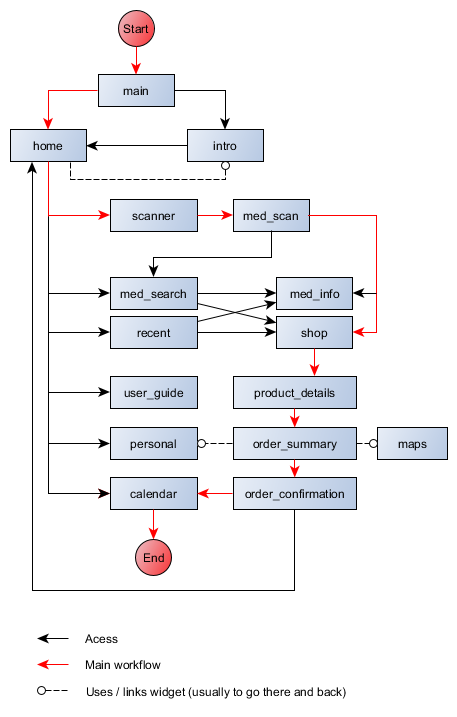 Start
main
home
intro
scanner
med_scan
med_search
med_info
recent
shop
user_guide
product_details
personal
order_summary
maps
calendar
order_confirmation
End
Acess
Main workflow
Uses / links widget (usually to go there and back)